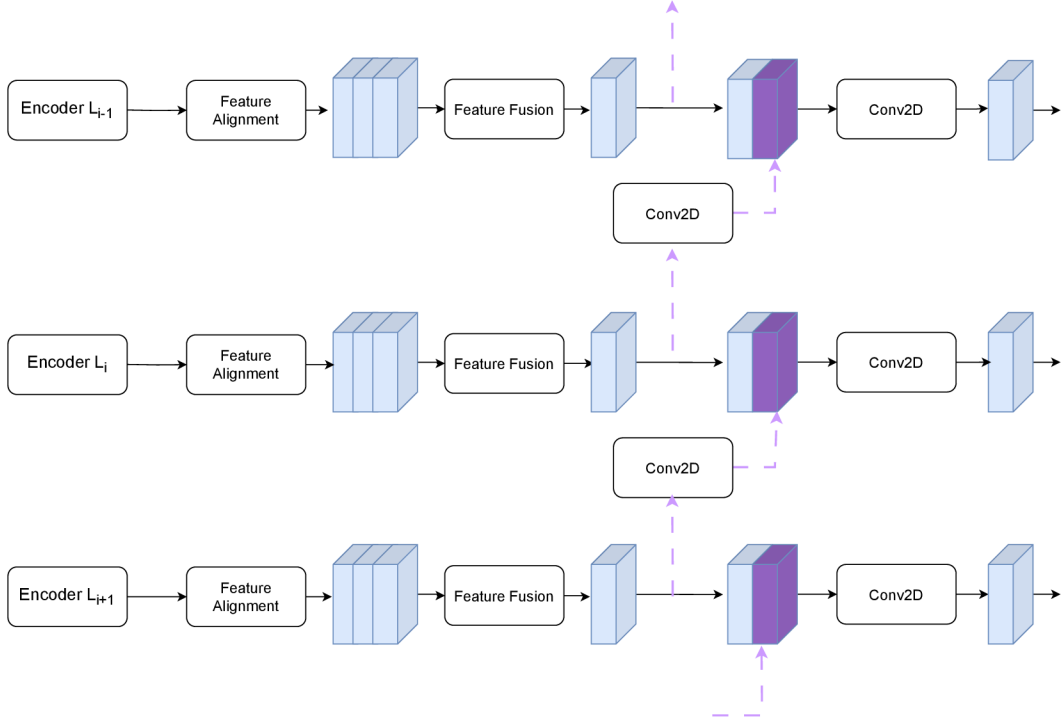 Encoder Li-1
Feature
Alignment
Feature Fusion
Conv2D
Conv2D
Encoder Li
Feature
Alignment
Feature Fusion
Conv2D
Conv2D
Encoder Li+1
Feature
Alignment
Feature Fusion
Conv2D